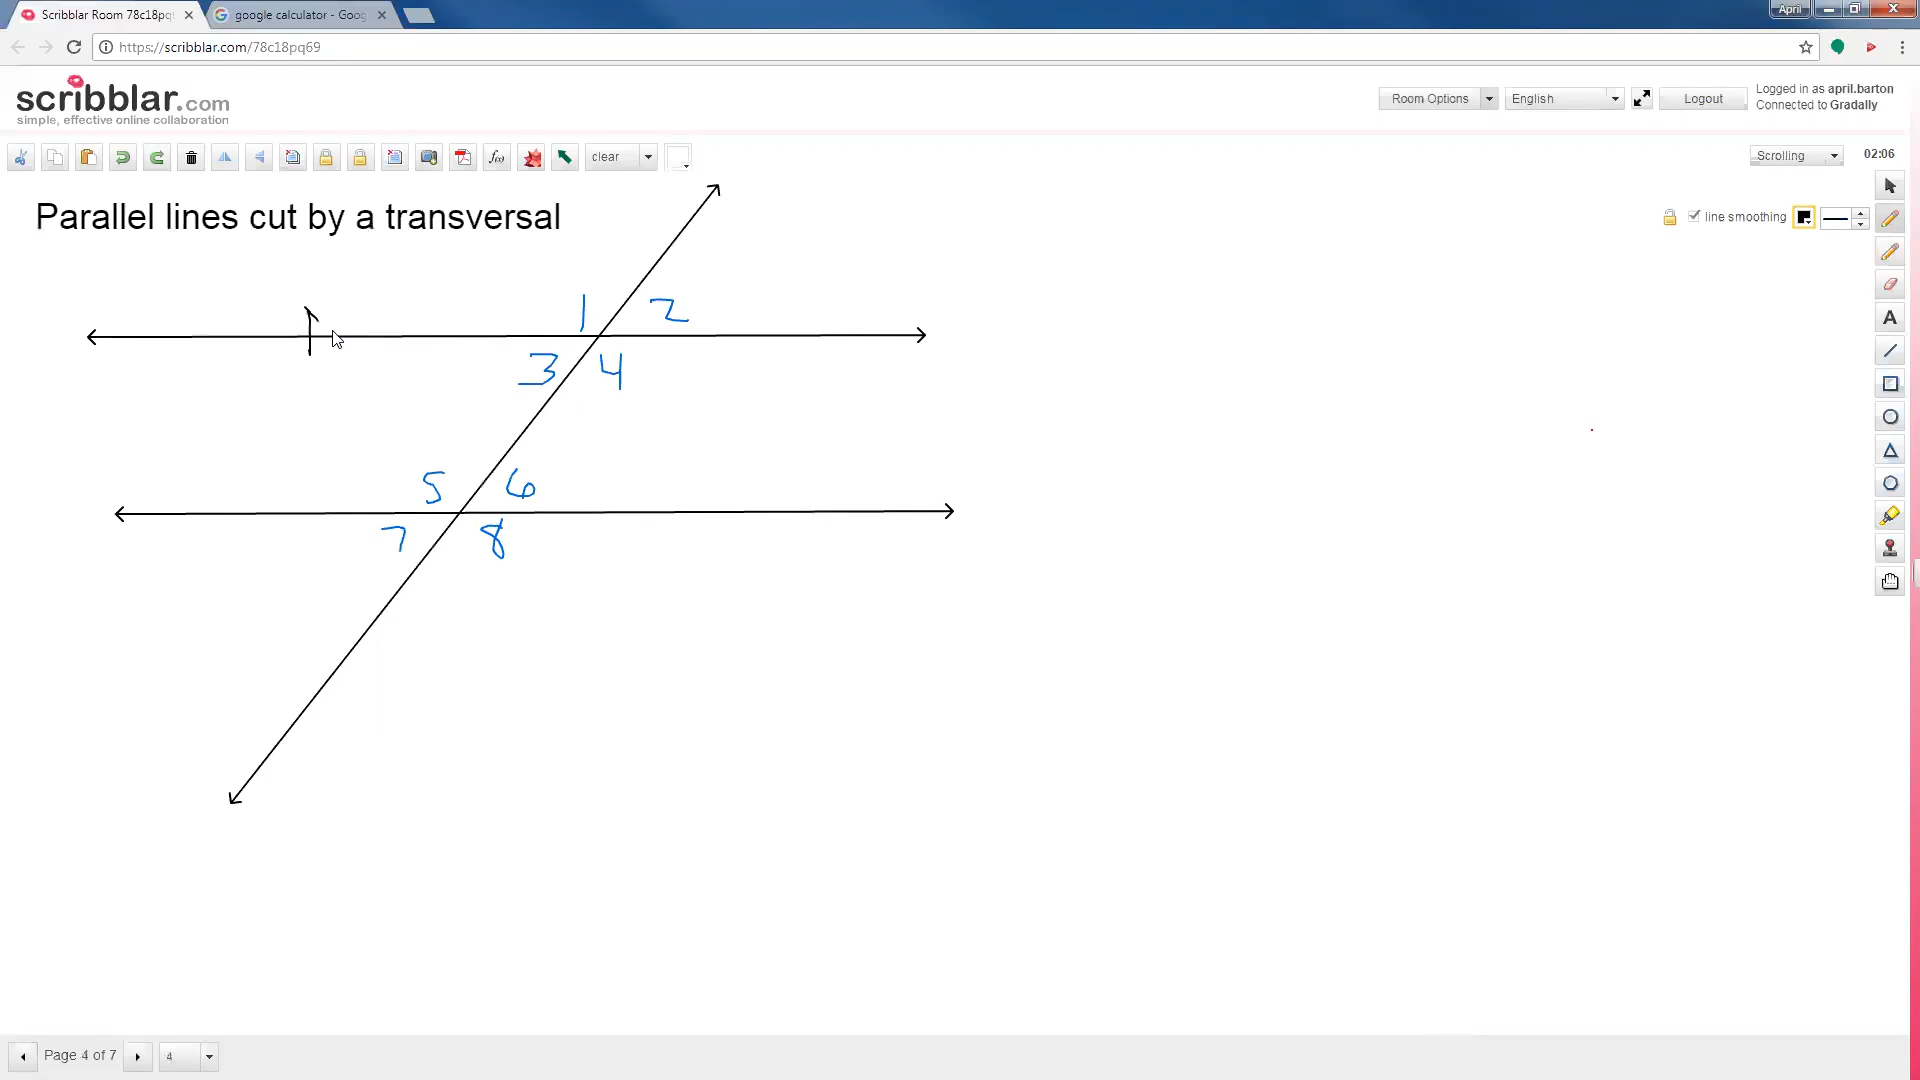 Scribblar Room 78c18pq
google calculator - Goog
April
https://scribblar.com/78c18pq69
scribblar.com
simple, effective online collaboration
Room Options
English
Logout
Logged in as april.barton
Connected to Gradally
f(x)
clear
Scrolling
02:06
Parallel lines cut by a transversal
line smoothing
A
1 2
3 4
5 6
7 8
Page 4 of 7
4